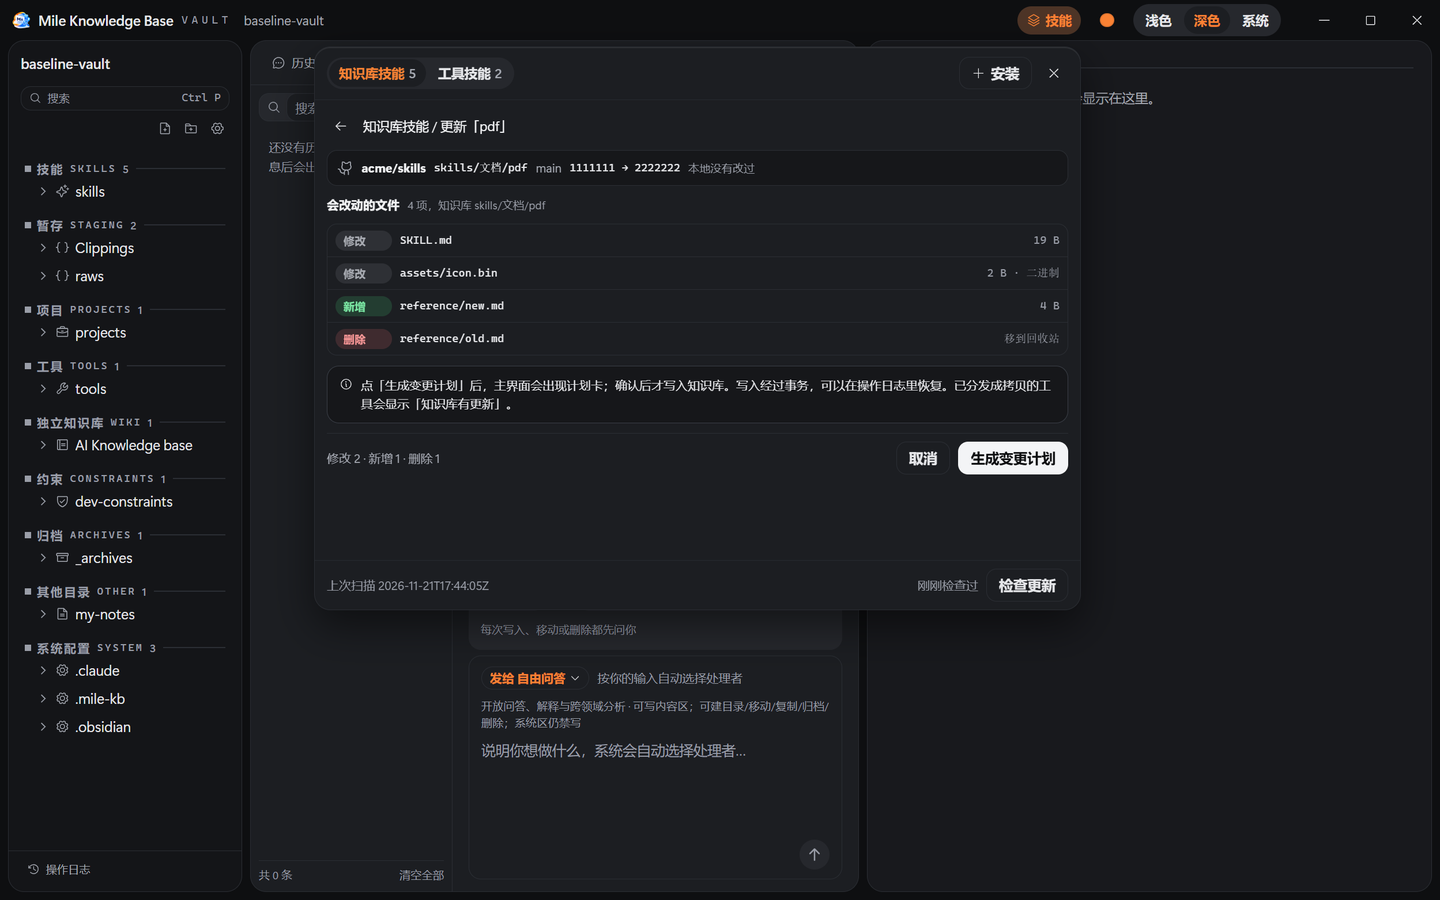 Mile Knowledge Base VAULT baseline-vault
技能
浅色 深色 系统
baseline-vault
搜索 Ctrl P
技能 SKILLS 5
skills
暂存 STAGING 2
Clippings
raws
项目 PROJECTS 1
projects
工具 TOOLS 1
tools
独立知识库 WIKI 1
AI Knowledge base
约束 CONSTRAINTS 1
dev-constraints
归档 ARCHIVES 1
_archives
其他目录 OTHER 1
my-notes
系统配置 SYSTEM 3
.claude
.mile-kb
.obsidian
操作日志
历史
搜索
还没有历
息后会出
共 0 条 清空全部
知识库技能 5 工具技能 2
安装
知识库技能 / 更新「pdf」
acme/skills skills/文档/pdf main 1111111 → 2222222 本地没有改过
会改动的文件 4 项，知识库 skills/文档/pdf
修改 SKILL.md 19 B
修改 assets/icon.bin 2 B · 二进制
新增 reference/new.md 4 B
删除 reference/old.md 移到回收站
点「生成变更计划」后，主界面会出现计划卡；确认后才写入知识库。写入经过事务，可以在操作日志里恢复。已分发成拷贝的工
具会显示「知识库有更新」。
修改 2 · 新增 1 · 删除 1
取消 生成变更计划
上次扫描 2026-11-21T17:44:05Z
刚刚检查过 检查更新
每次写入、移动或删除都先问你
发给 自由问答 按你的输入自动选择处理者
开放问答、解释与跨领域分析 · 可写内容区；可建目录/移动/复制/归档/
删除；系统区仍禁写
说明你想做什么，系统会自动选择处理者...
显示在这里。